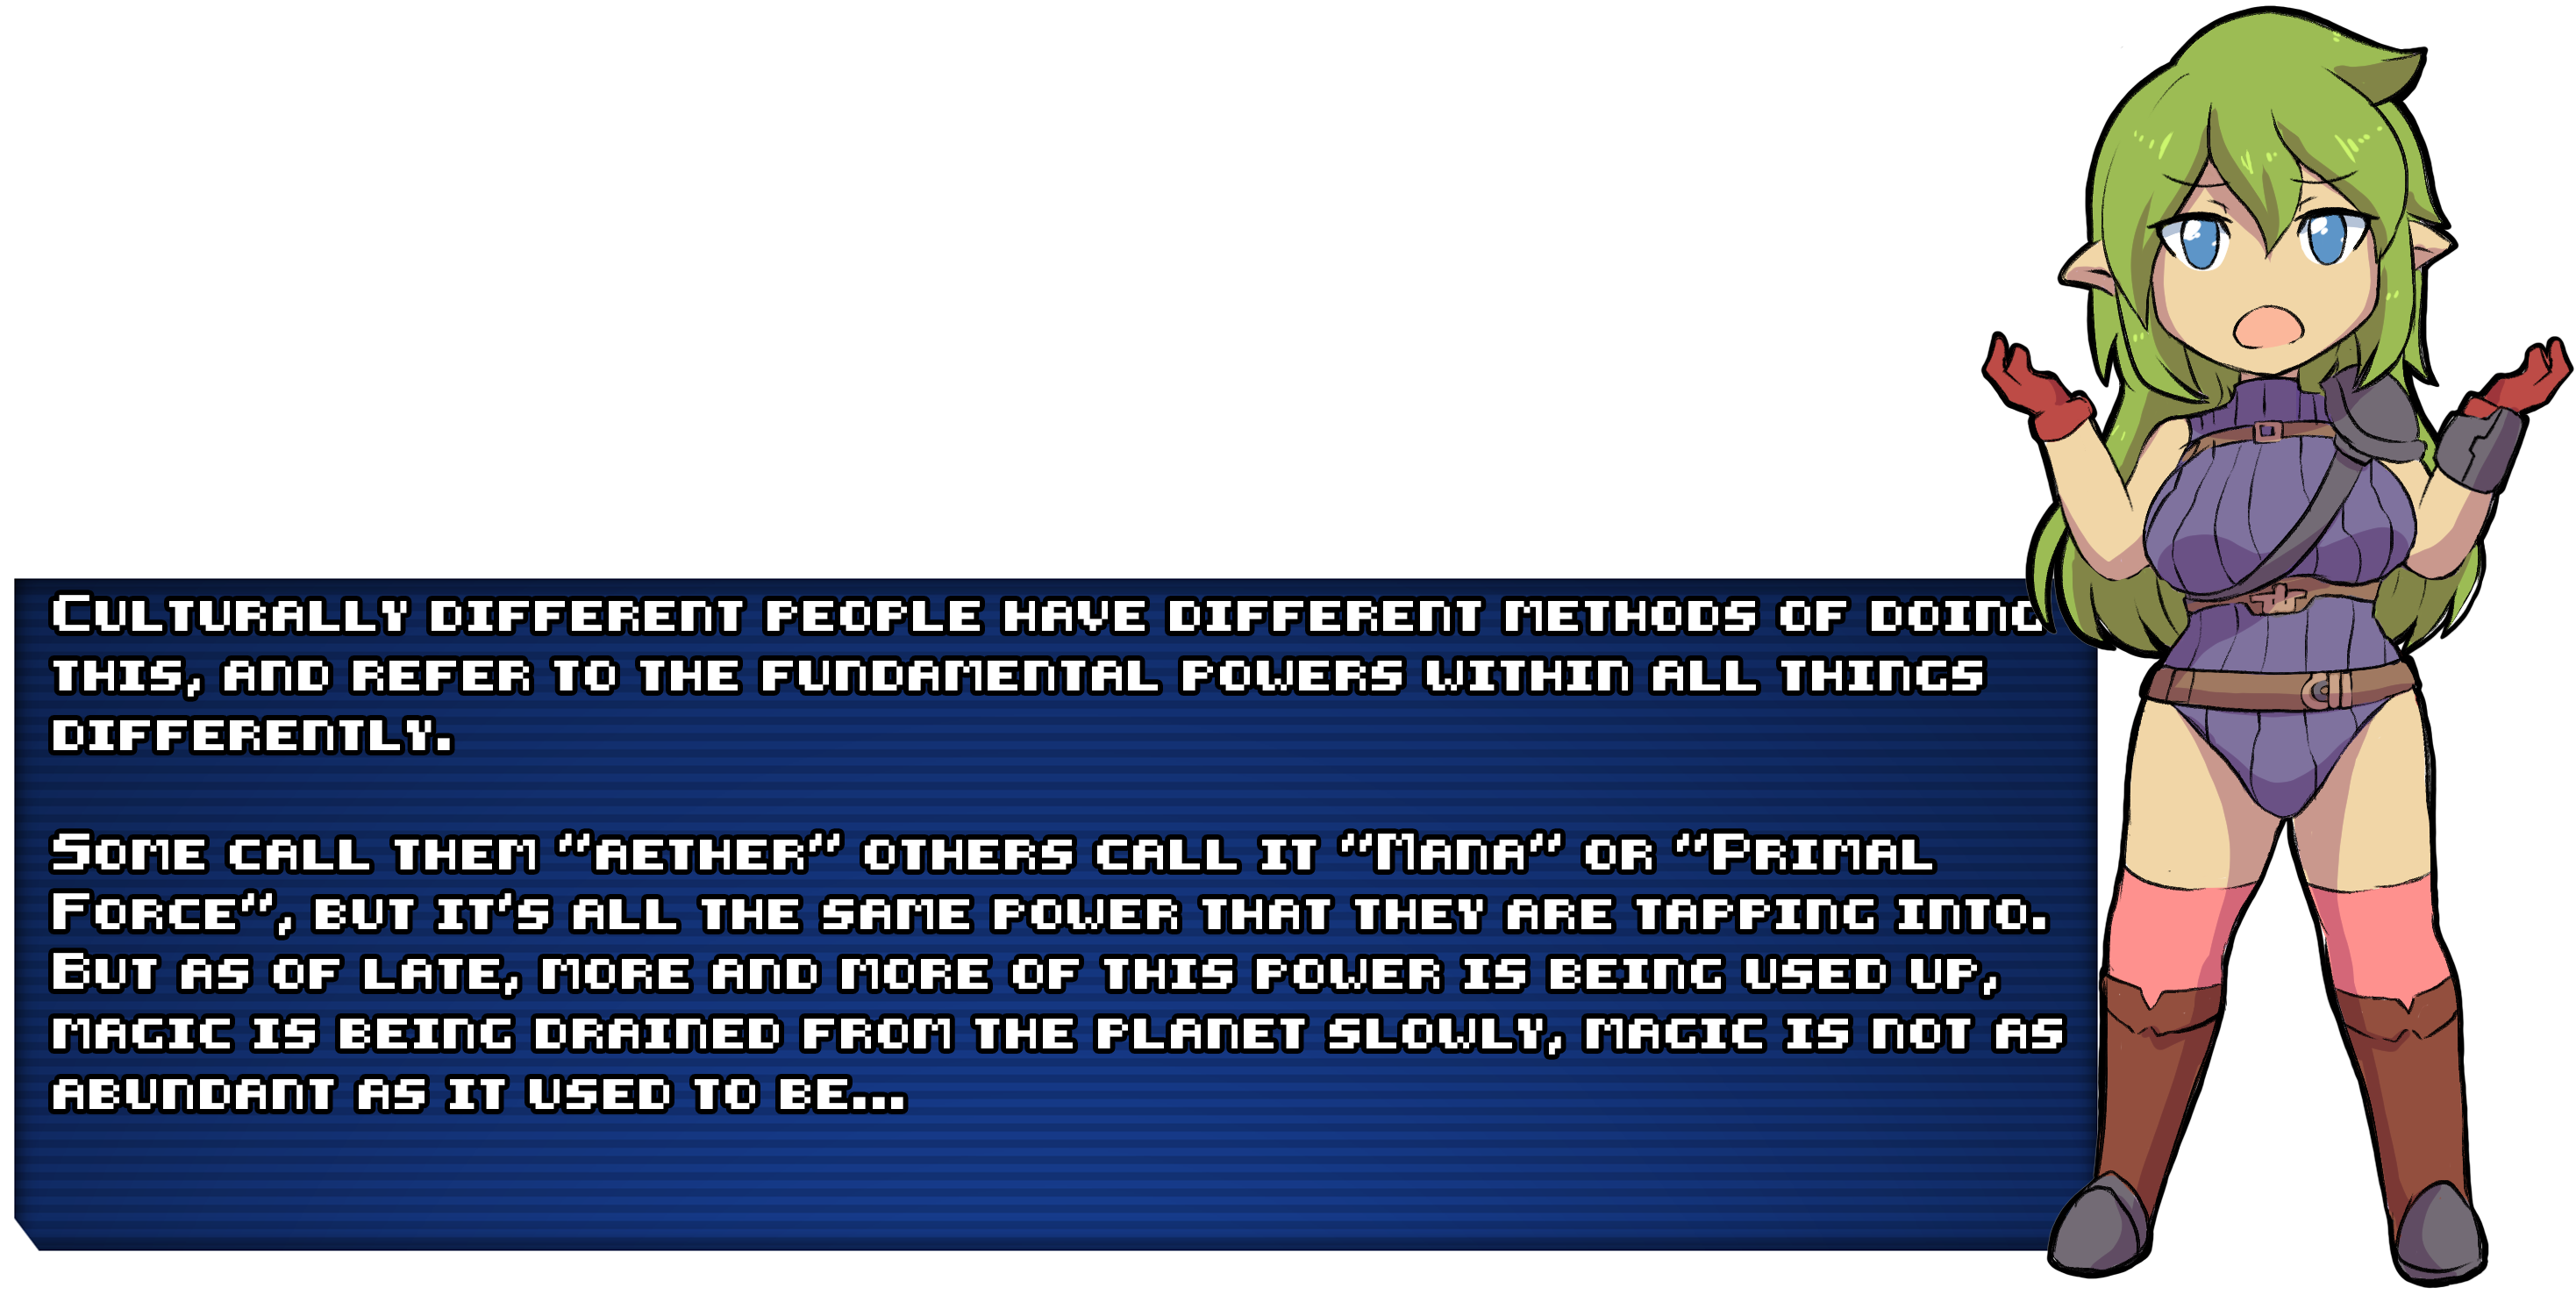 Culturally different people have different methods of doing
this, and refer to the fundamental powers within all things
differently.
Some call them "aether" others call it "Mana" or "Primal
Force", but it's all the same power that they are tapping into.
But as of late, more and more of this power is being used up,
magic is being drained from the planet slowly, magic is not as
abundant as it used to be...